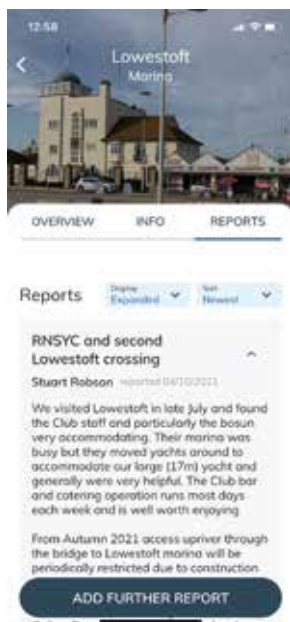 12:58
Lowestoft
Marina
OVERVIEW INFO REPORTS
Reports
Display
Expanded
Sort
Newest
RNSYC and second
Lowestoft crossing
Stuart Robson reported 04/10/2021
We visited Lowestoft in late July and found
the Club staff and particularly the bosun
very accommodating. Their marina was
busy but they moved yachts around to
accommodate our large (17m) yacht and
generally were very helpful. The Club bar
and catering operation runs most days
each week and is well worth enjoying
From Autumn 2021 access upriver through
the bridge to Lowestoft marina will be
periodically restricted due to construction
ADD FURTHER REPORT